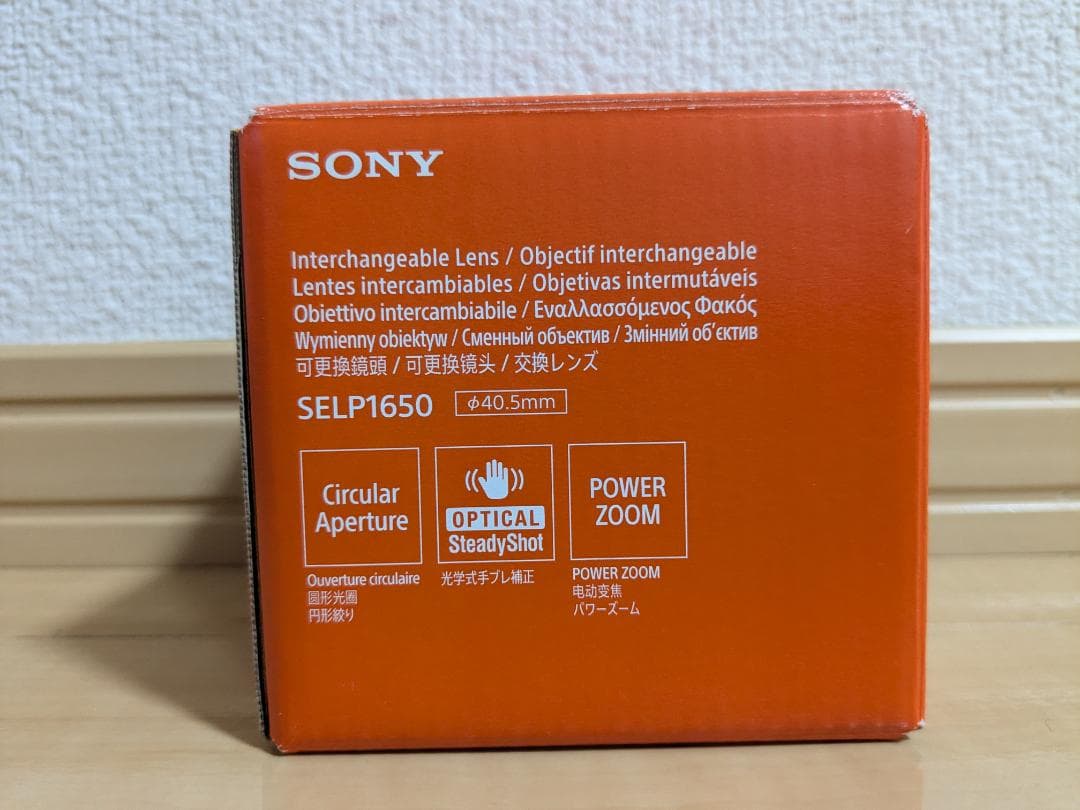 SONY
Interchangeable Lens / Objectif interchangeable
Lentes intercambiables / Objetivas intermutáveis
Obiettivo intercambiabile / Εναλλασσόμενος Φακός
Wymienny obiektyw / Сменный объектив / Змінний об'єктив
可更換鏡頭 / 可更换镜头 / 交換レンズ
SELP1650 φ40.5mm
Circular
Aperture
Ouverture circulaire
圆形光圈
円形絞り
OPTICAL
SteadyShot
光学式手ブレ補正
POWER
ZOOM
POWER ZOOM
电动变焦
パワーズーム